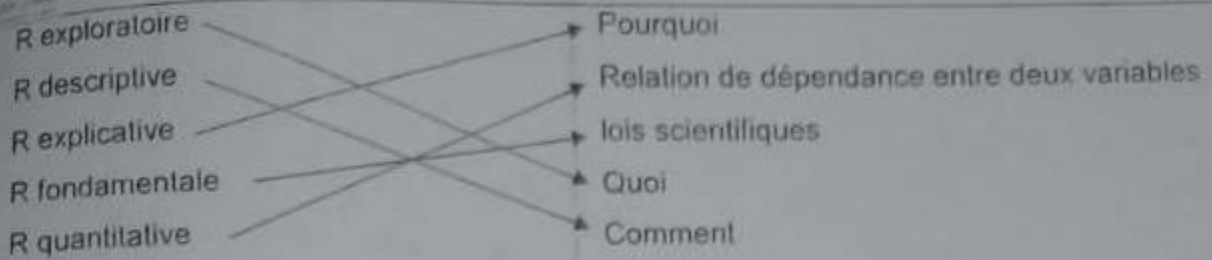 R exploratoire
R descriptive
R explicative
R fondamentale
R quantitative
Pourquoi
Relation de dépendance entre deux variables
lois scientifiques
Quoi
Comment